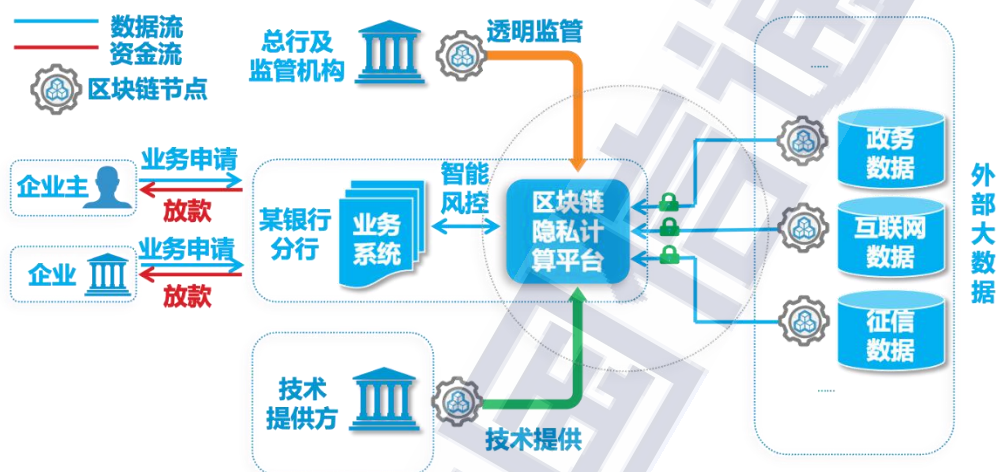 数据流
资金流
区块链节点
总行及
监管机构
透明监管
企业主
业务申请
放款
企业
业务申请
放款
某银行
分行
业务
系统
智能
风控
区块链
隐私计
算平台
技术
提供方
技术提供
......
政务
数据
互联网
数据
征信
数据
......
外
部
大
数
据